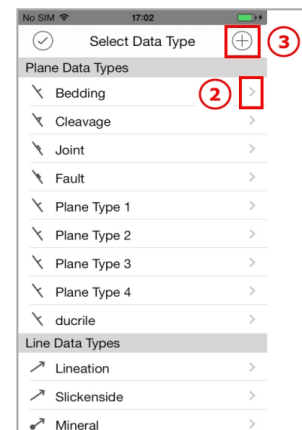 No SIM 17:02
Select Data Type
3
Plane Data Types
Bedding
2
Cleavage
Joint
Fault
Plane Type 1
Plane Type 2
Plane Type 3
Plane Type 4
ducrile
Line Data Types
Lineation
Slickenside
Mineral